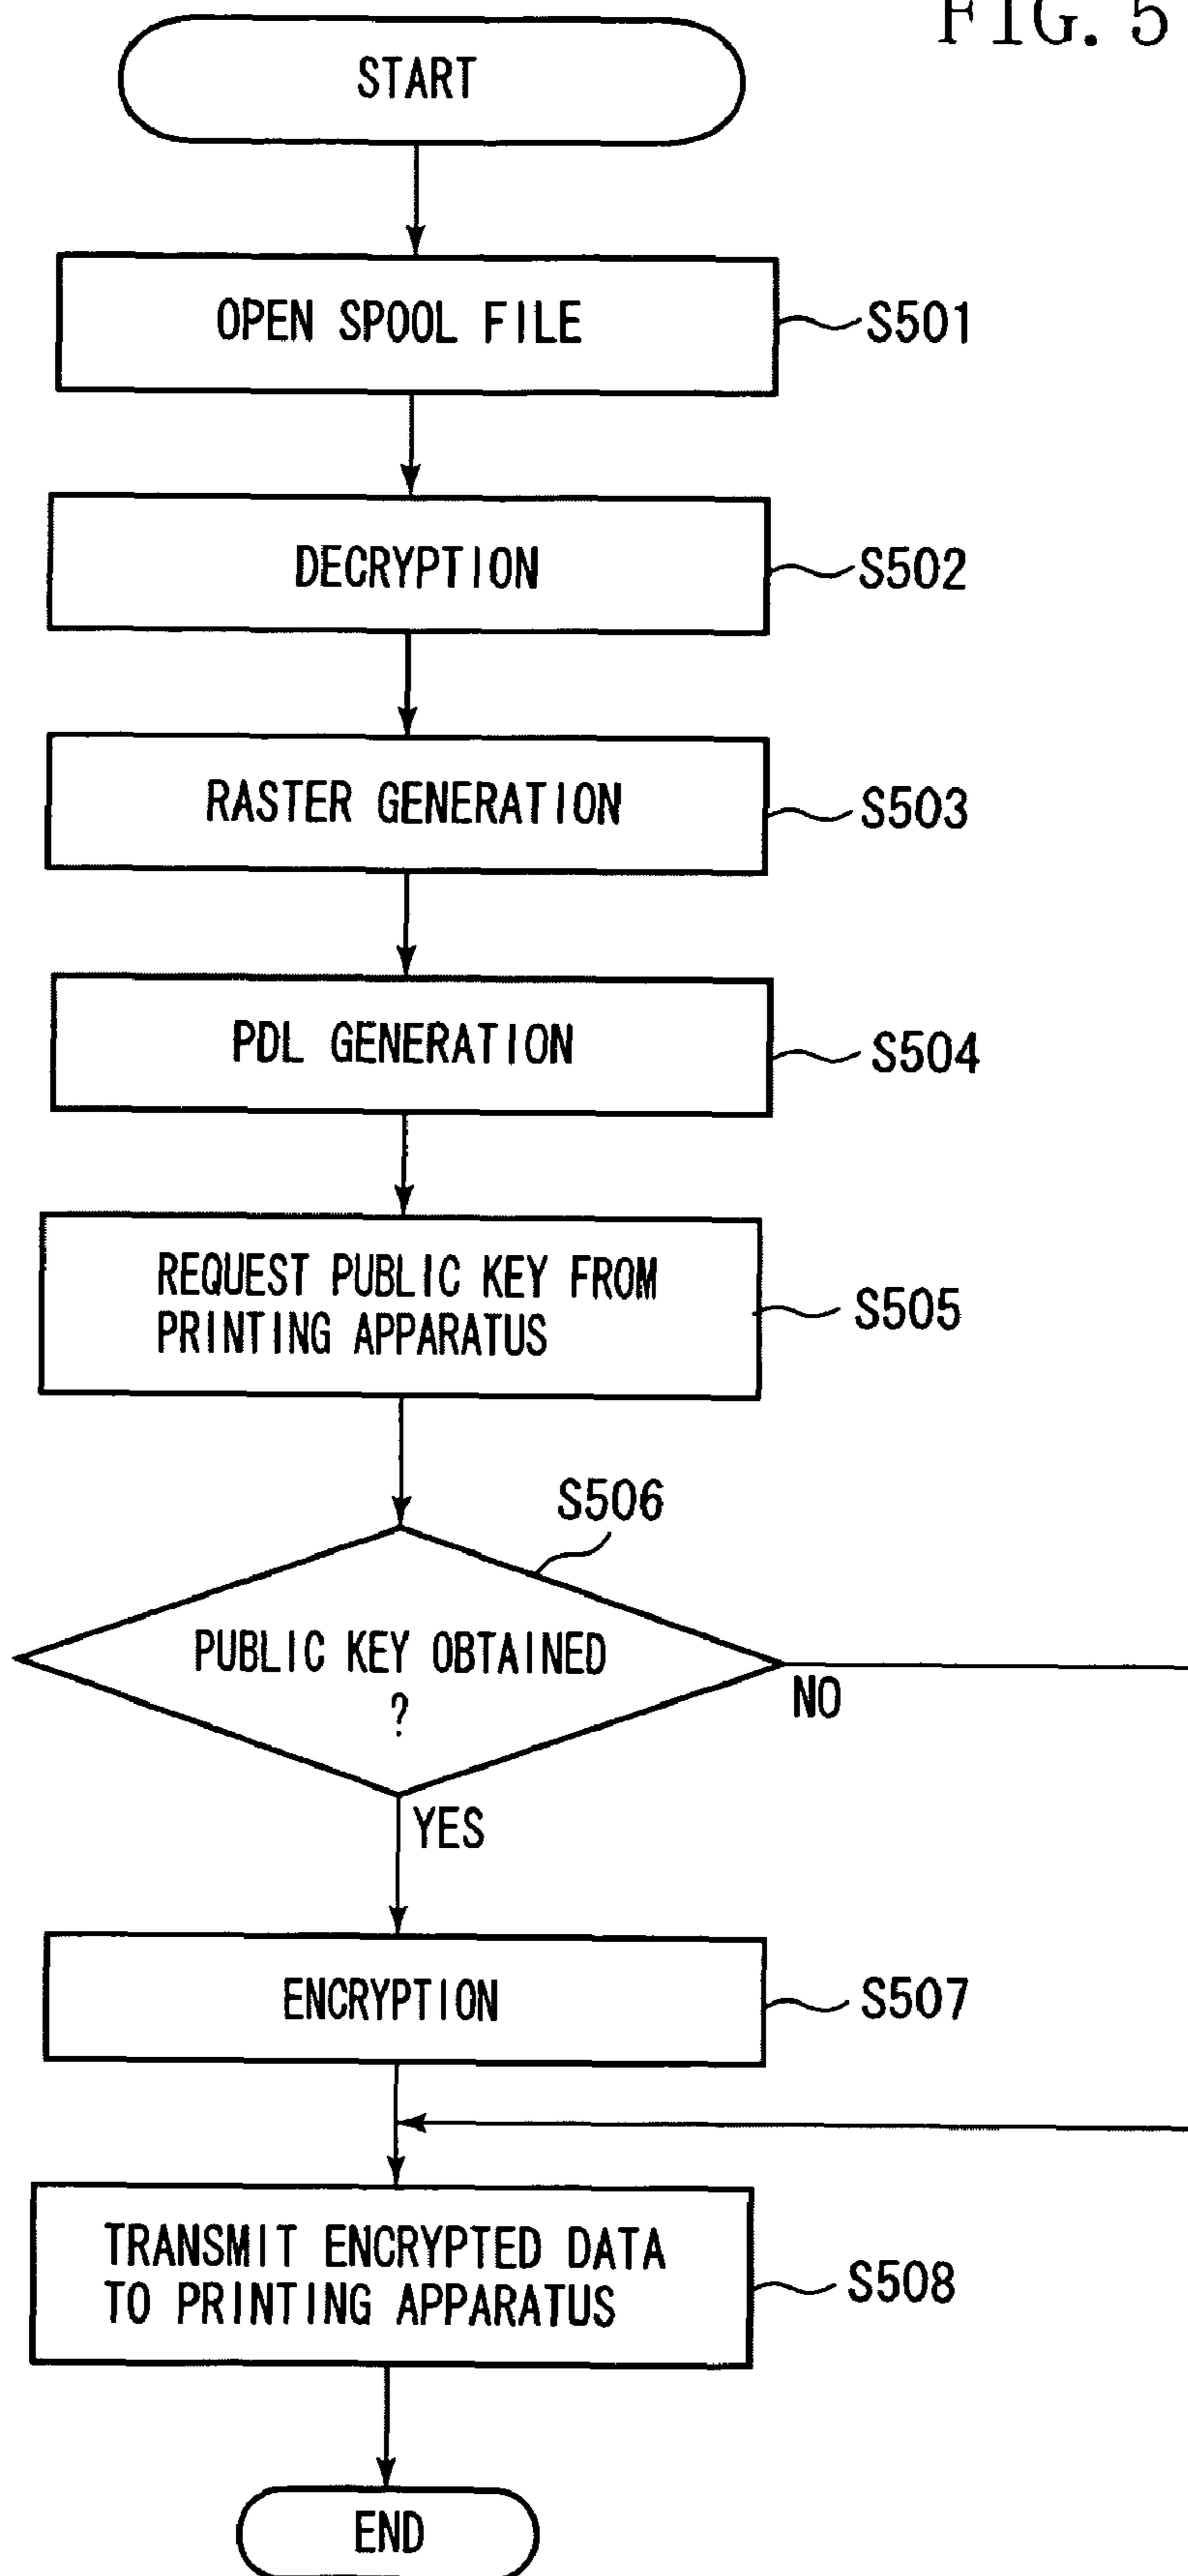 FIG. 5
START
OPEN SPOOL FILE
S501
DECRYPTION
S502
RASTER GENERATION
S503
PDL GENERATION
S504
REQUEST PUBLIC KEY FROM
PRINTING APPARATUS
S505
S506
PUBLIC KEY OBTAINED
?
NO
YES
ENCRYPTION
S507
TRANSMIT ENCRYPTED DATA
TO PRINTING APPARATUS
S508
END